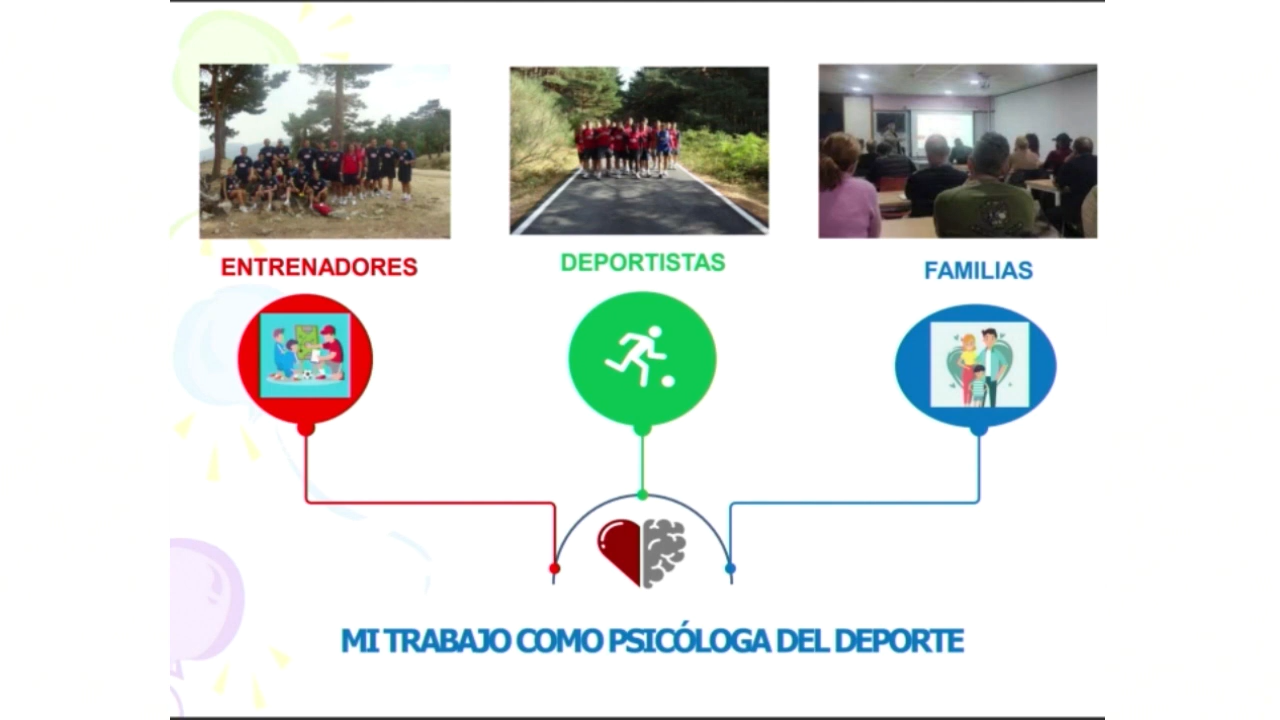 ENTRENADORES
DEPORTISTAS
FAMILIAS
MI TRABAJO COMO PSICÓLOGA DEL DEPORTE